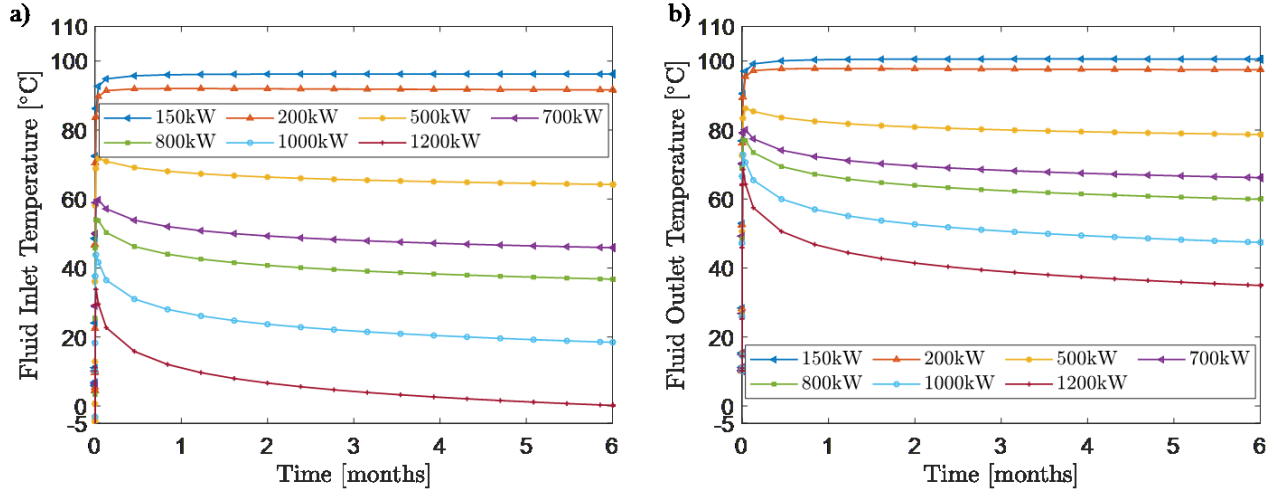 a)
Fluid Inlet Temperature [°C]
110
100
80
60
40
20
0
-5
150kW 200kW 500kW 700kW
800kW 1000kW 1200kW
0 1 2 3 4 5 6
Time [months]
b)
Fluid Outlet Temperature [°C]
110
100
80
60
40
20
0
-5
150kW 200kW 500kW 700kW
800kW 1000kW 1200kW
0 1 2 3 4 5 6
Time [months]